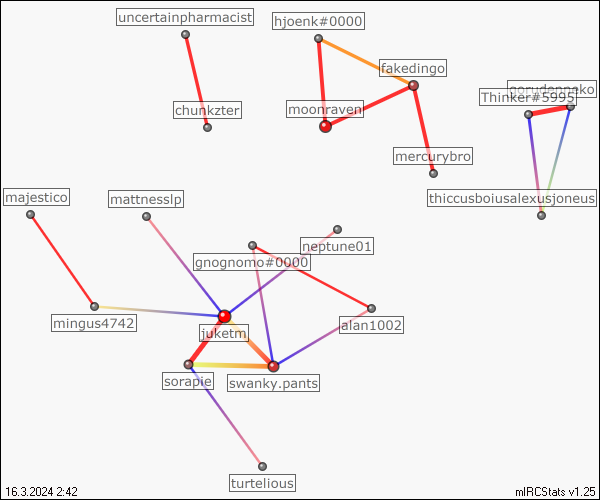 uncertainpharmacist
hjoenk#0000
fakedingo
Thinker#5995
chunkzter
moonraven
mercurybro
majestico
mattnesslp
thiccusboiusalexusjoneus
neptune01
gnognomo#0000
mingus4742
juketm
alan1002
sorapie
swanky.pants
turtelious
16.3.2024 2:42
mIRCStats v1.25